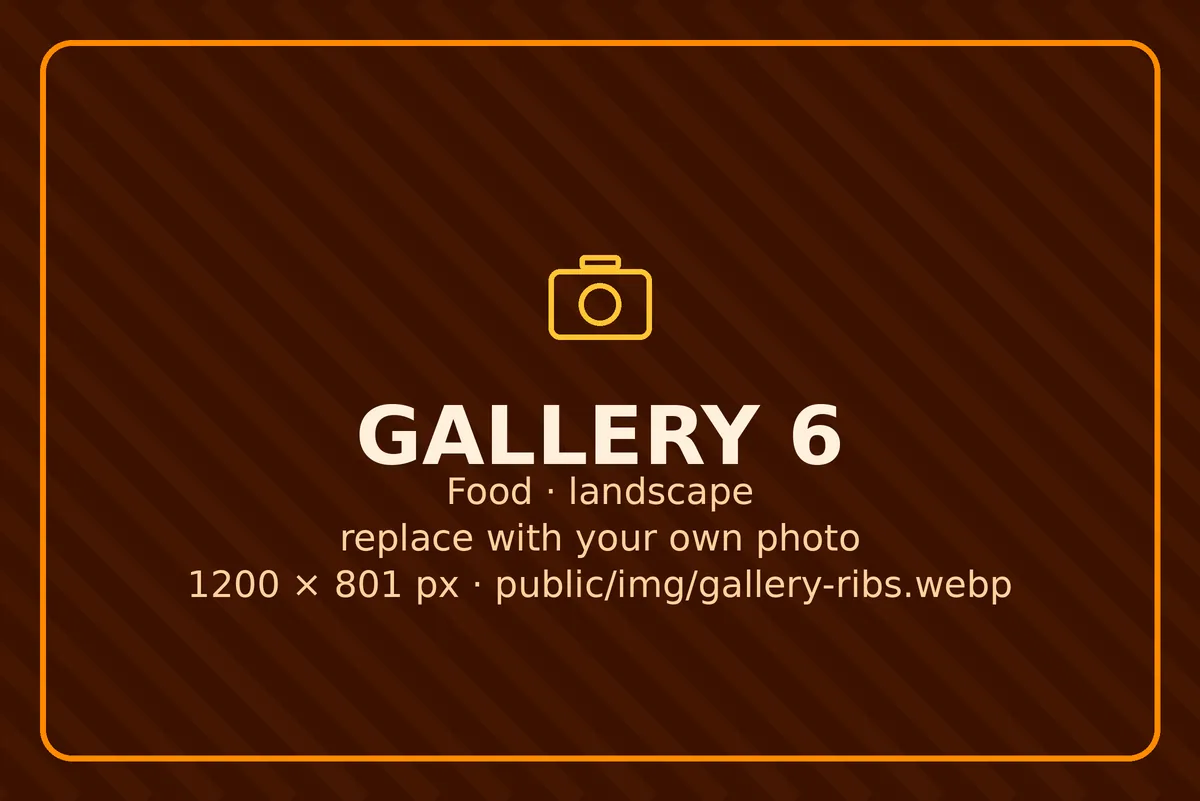 GALLERY 6
Food · landscape
replace with your own photo
1200 × 801 px · public/img/gallery-ribs.webp